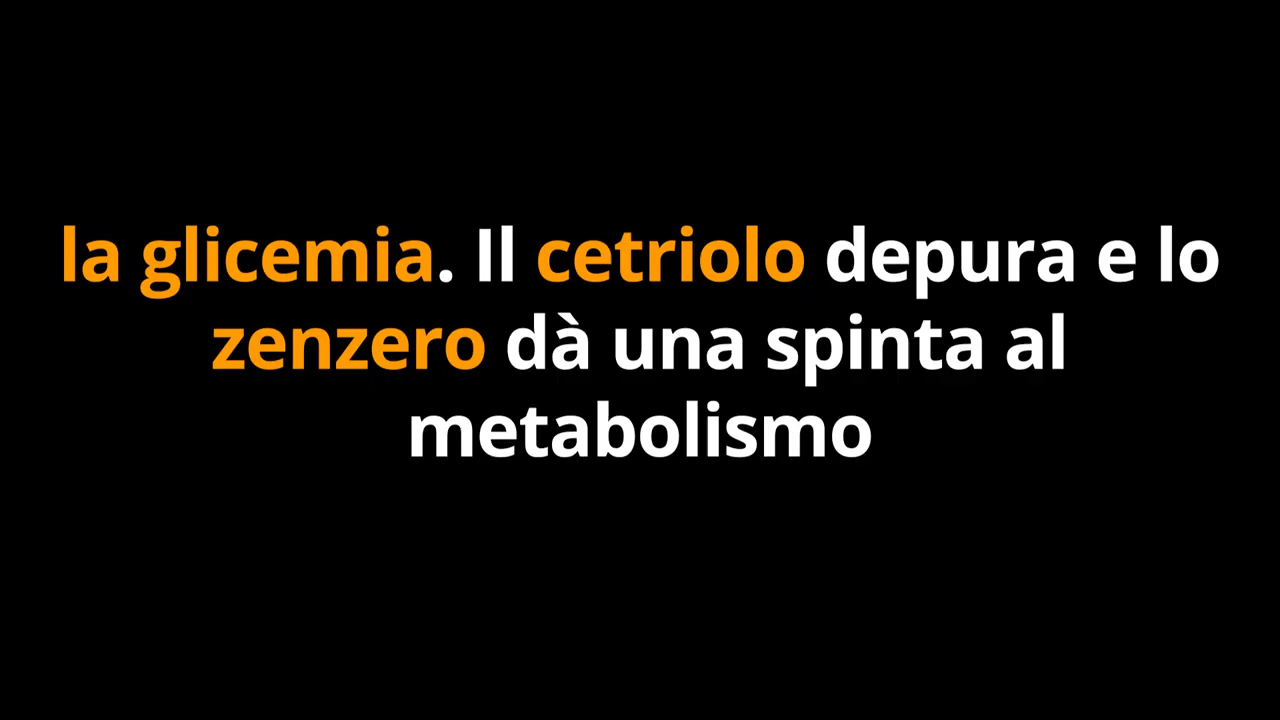 la glicemia. Il cetriolo depura e lo
zenzero dà una spinta al
metabolismo